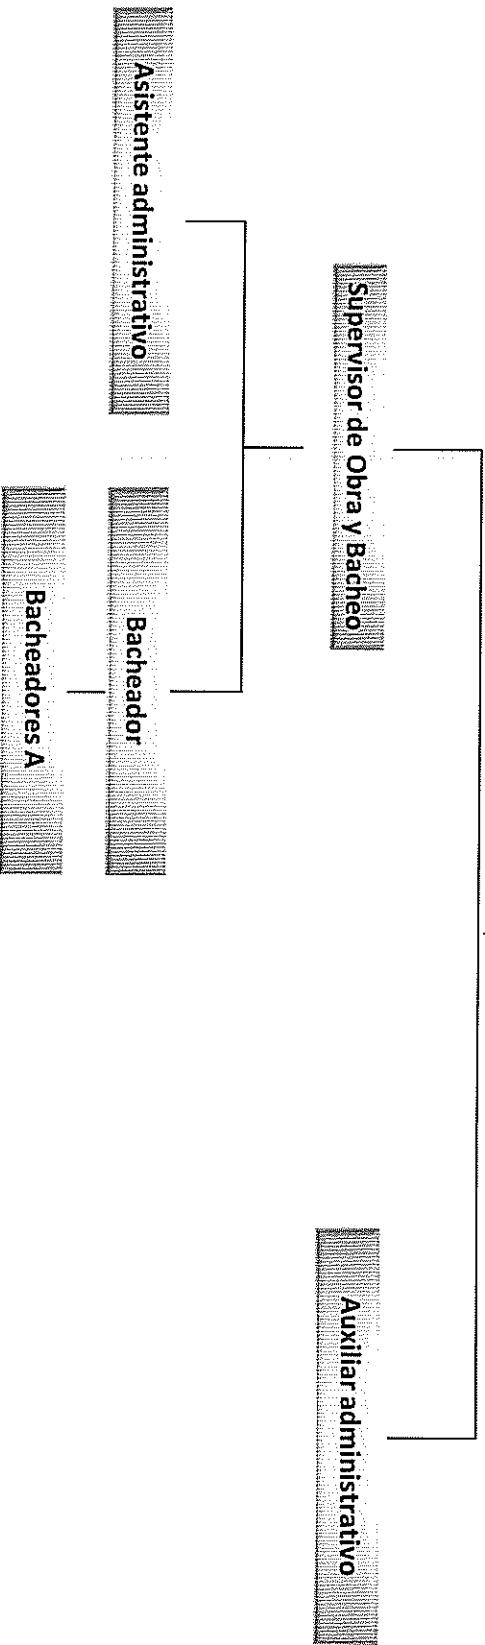 Supervisor de Obra y Bacheo
Auxiliar administrativo
Asistente administrativo
Bacheador
Bacheadores A